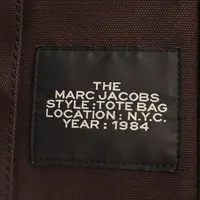 THE
MARC JACOBS
STYLE : TOTE BAG
LOCATION : N.Y.C.
YEAR : 1984